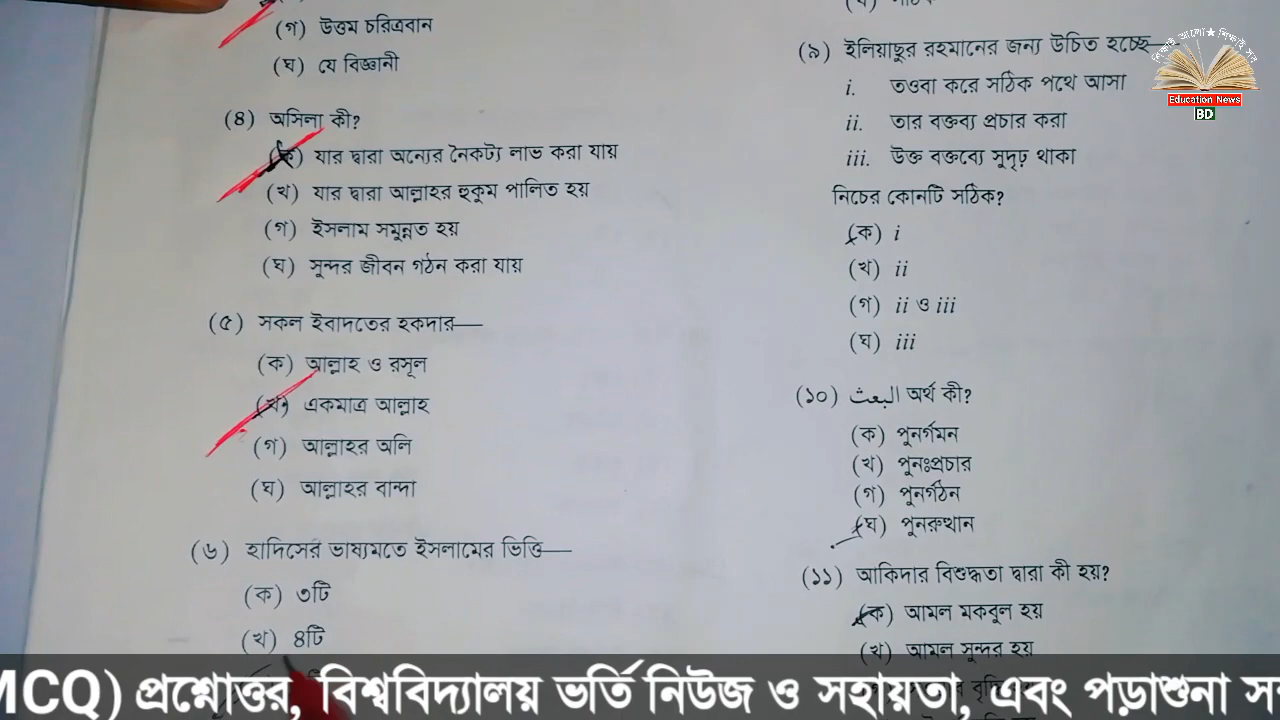 (গ) উত্তম চরিত্রবান
(ঘ) যে বিজ্ঞানী
(৪) অসিলা কী?
(ক) যার দ্বারা অন্যের নৈকট্য লাভ করা যায়
(খ) যার দ্বারা আল্লাহর হুকুম পালিত হয়
(গ) ইসলাম সমুন্নত হয়
(ঘ) সুন্দর জীবন গঠন করা যায়
(৫) সকল ইবাদতের হকদার—
(ক) আল্লাহ ও রসূল
(খ) একমাত্র আল্লাহ
(গ) আল্লাহর অলি
(ঘ) আল্লাহর বান্দা
(৬) হাদিসের ভাষ্যমতে ইসলামের ভিত্তি—
(ক) ৩টি
(খ) ৪টি
(৯) ইলিয়াছুর রহমানের জন্য উচিত হচ্ছে—
i. তওবা করে সঠিক পথে আসা
ii. তার বক্তব্য প্রচার করা
iii. উক্ত বক্তব্যে সুদৃঢ় থাকা
নিচের কোনটি সঠিক?
(ক) i
(খ) ii
(গ) ii ও iii
(ঘ) iii
(১০) البعث অর্থ কী?
(ক) পুনর্গমন
(খ) পুনঃপ্রচার
(গ) পুনর্গঠন
(ঘ) পুনরুত্থান
(১১) আকিদার বিশুদ্ধতা দ্বারা কী হয়?
(ক) আমল মকবুল হয়
(খ) আমল সুন্দর হয়
Education News
BD
MCQ) প্রশ্নোত্তর, বিশ্ববিদ্যালয় ভর্তি নিউজ ও সহায়তা, এবং পড়াশুনা